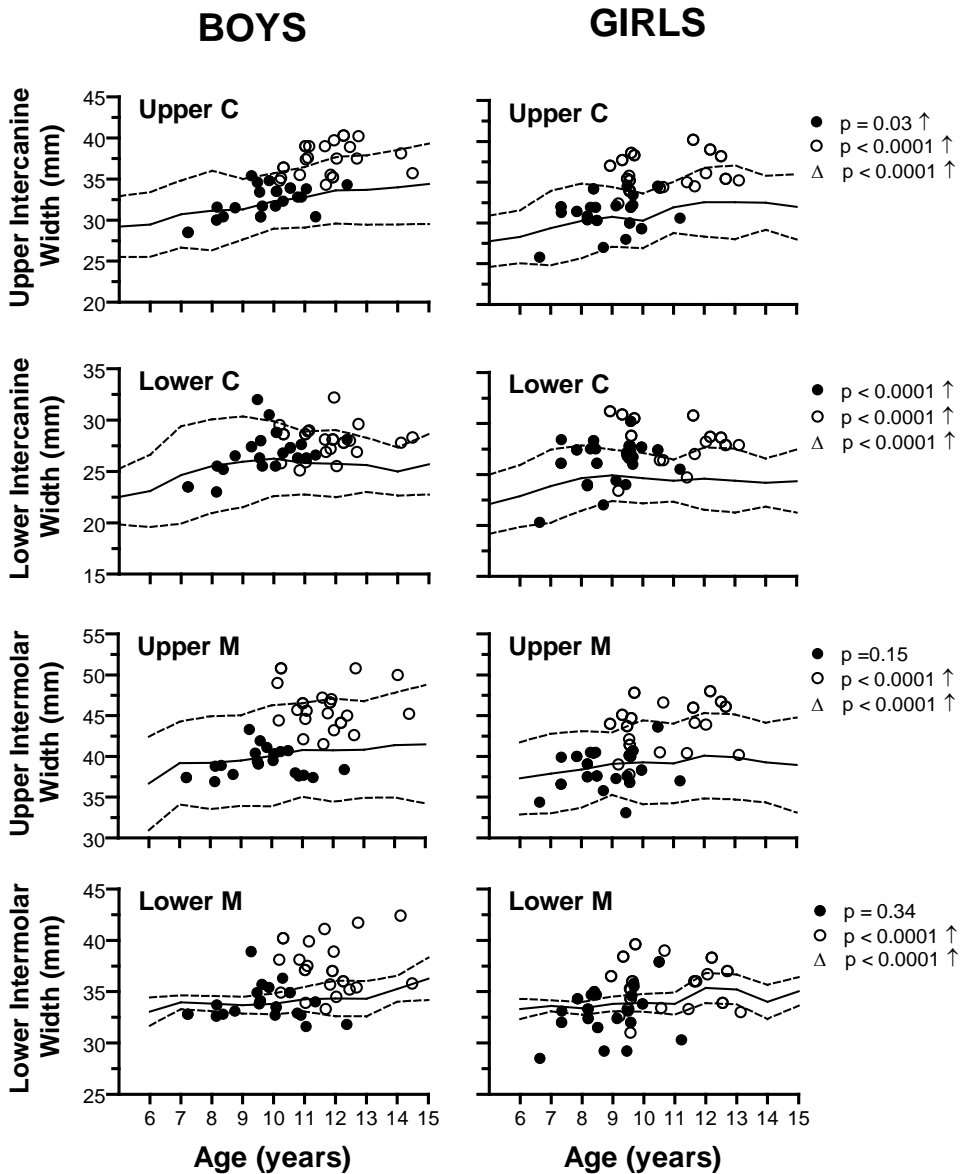 BOYS
GIRLS
Upper Intercanine
Width (mm)
45
40
35
30
25
20
Upper C
Upper C
● p = 0.03 ↑
○ p < 0.0001 ↑
Δ p < 0.0001 ↑
Lower Intercanine
Width (mm)
35
30
25
20
15
Lower C
Lower C
● p < 0.0001 ↑
○ p < 0.0001 ↑
Δ p < 0.0001 ↑
Upper Intermolar
Width (mm)
55
50
45
40
35
30
Upper M
Upper M
● p =0.15
○ p < 0.0001 ↑
Δ p < 0.0001 ↑
Lower Intermolar
Width (mm)
45
40
35
30
25
Lower M
Lower M
● p = 0.34
○ p < 0.0001 ↑
Δ p < 0.0001 ↑
6 7 8 9 10 11 12 13 14 15
6 7 8 9 10 11 12 13 14 15
Age (years)
Age (years)